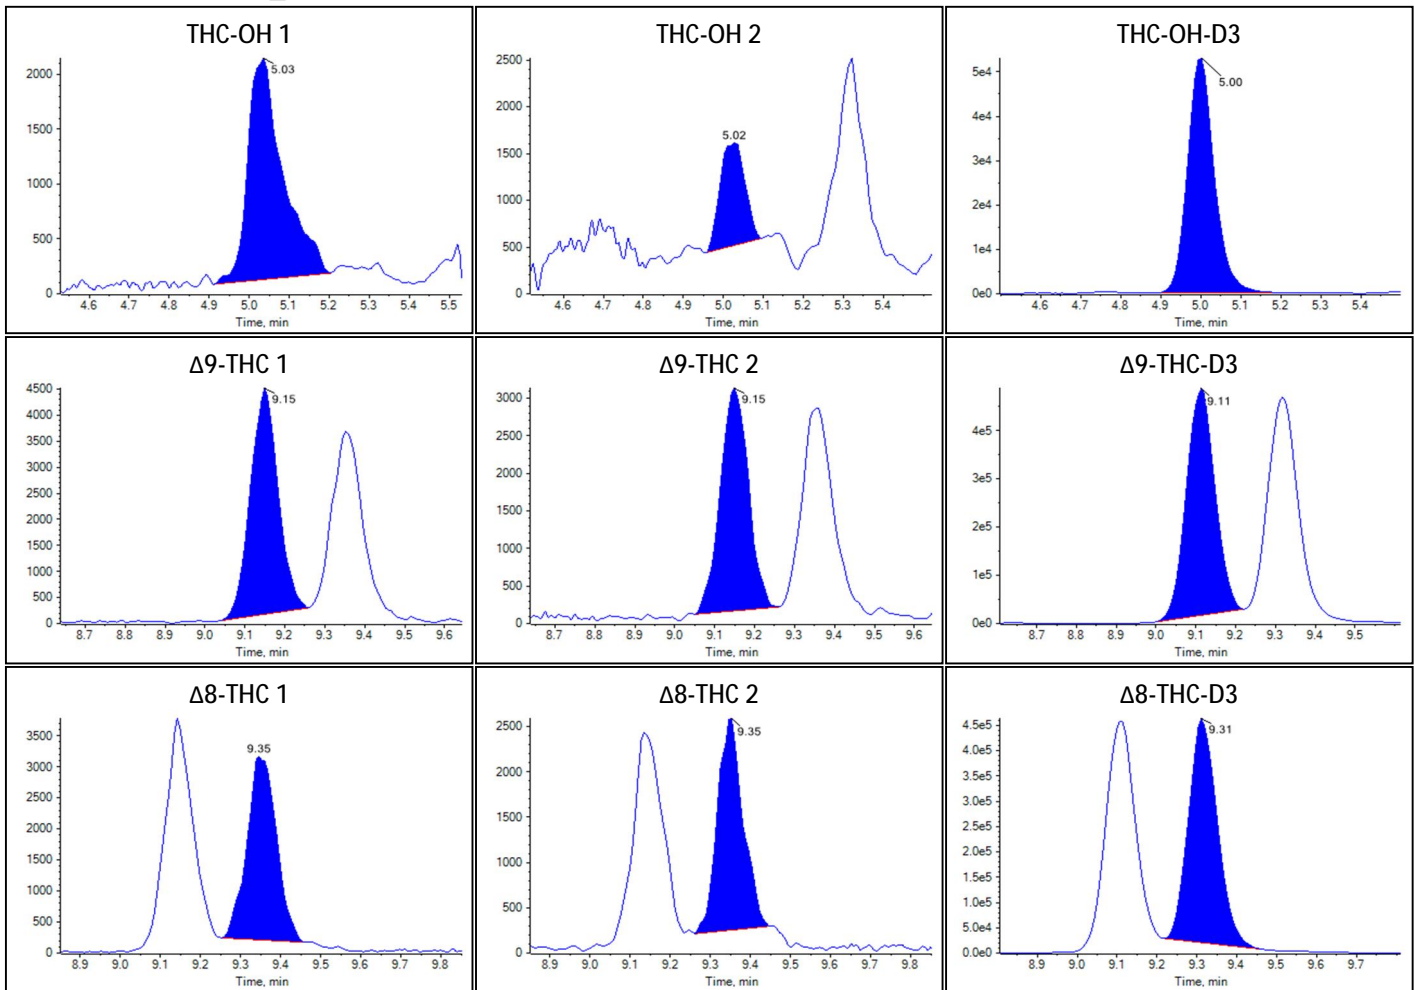 THC-OH 1
2000
1500
1000
500
0
5.03
4.6 4.7 4.8 4.9 5.0 5.1 5.2 5.3 5.4 5.5
Time, min
THC-OH 2
2500
2000
1500
1000
500
0
5.02
4.6 4.7 4.8 4.9 5.0 5.1 5.2 5.3 5.4
Time, min
THC-OH-D3
5e4
4e4
3e4
2e4
1e4
0e0
5.00
4.6 4.7 4.8 4.9 5.0 5.1 5.2 5.3 5.4
Time, min
Δ9-THC 1
4500
4000
3500
3000
2500
2000
1500
1000
500
0
9.15
8.7 8.8 8.9 9.0 9.1 9.2 9.3 9.4 9.5 9.6
Time, min
Δ9-THC 2
3000
2500
2000
1500
1000
500
0
9.15
8.7 8.8 8.9 9.0 9.1 9.2 9.3 9.4 9.5 9.6
Time, min
Δ9-THC-D3
4e5
3e5
2e5
1e5
0e0
9.11
8.7 8.8 8.9 9.0 9.1 9.2 9.3 9.4 9.5
Time, min
Δ8-THC 1
3500
3000
2500
2000
1500
1000
500
0
9.35
8.9 9.0 9.1 9.2 9.3 9.4 9.5 9.6 9.7 9.8
Time, min
Δ8-THC 2
2500
2000
1500
1000
500
0
9.35
8.9 9.0 9.1 9.2 9.3 9.4 9.5 9.6 9.7 9.8
Time, min
Δ8-THC-D3
4.5e5
4.0e5
3.5e5
3.0e5
2.5e5
2.0e5
1.5e5
1.0e5
5.0e4
0.0e0
9.31
8.9 9.0 9.1 9.2 9.3 9.4 9.5 9.6 9.7
Time, min